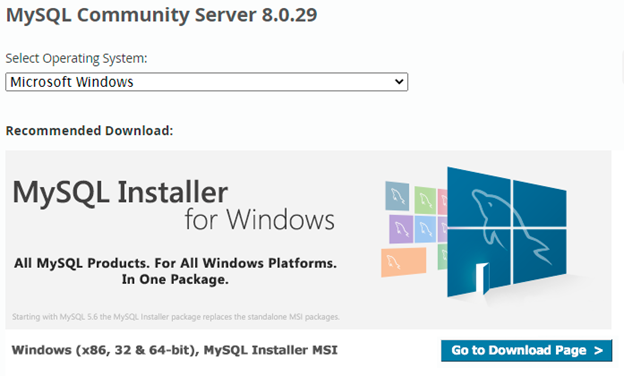 MySQL Community Server 8.0.29
Select Operating System:
Microsoft Windows
Recommended Download:
MySQL Installer
for Windows
All MySQL Products. For All Windows Platforms.
In One Package.
Starting with MySQL 5.6 the MySQL Installer package replaces the standalone MSI packages.
Windows (x86, 32 & 64-bit), MySQL Installer MSI
Go to Download Page >